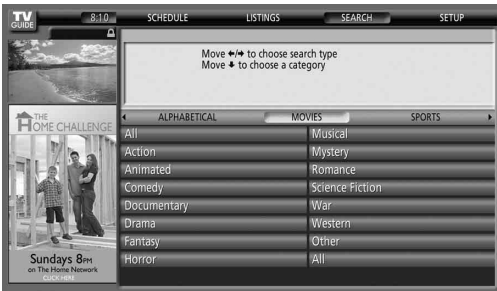 TV
GUIDE
8:10
SCHEDULE
LISTINGS
SEARCH
SETUP
Move ←/→ to choose search type
Move ↓ to choose a category
ALPHABETICAL
MOVIES
SPORTS
All
Musical
Action
Mystery
Animated
Romance
Comedy
Science Fiction
Documentary
War
Drama
Western
Fantasy
Other
Horror
All
THE
HOME CHALLENGE
Sundays 8PM
on The Home Network
CLICK HERE